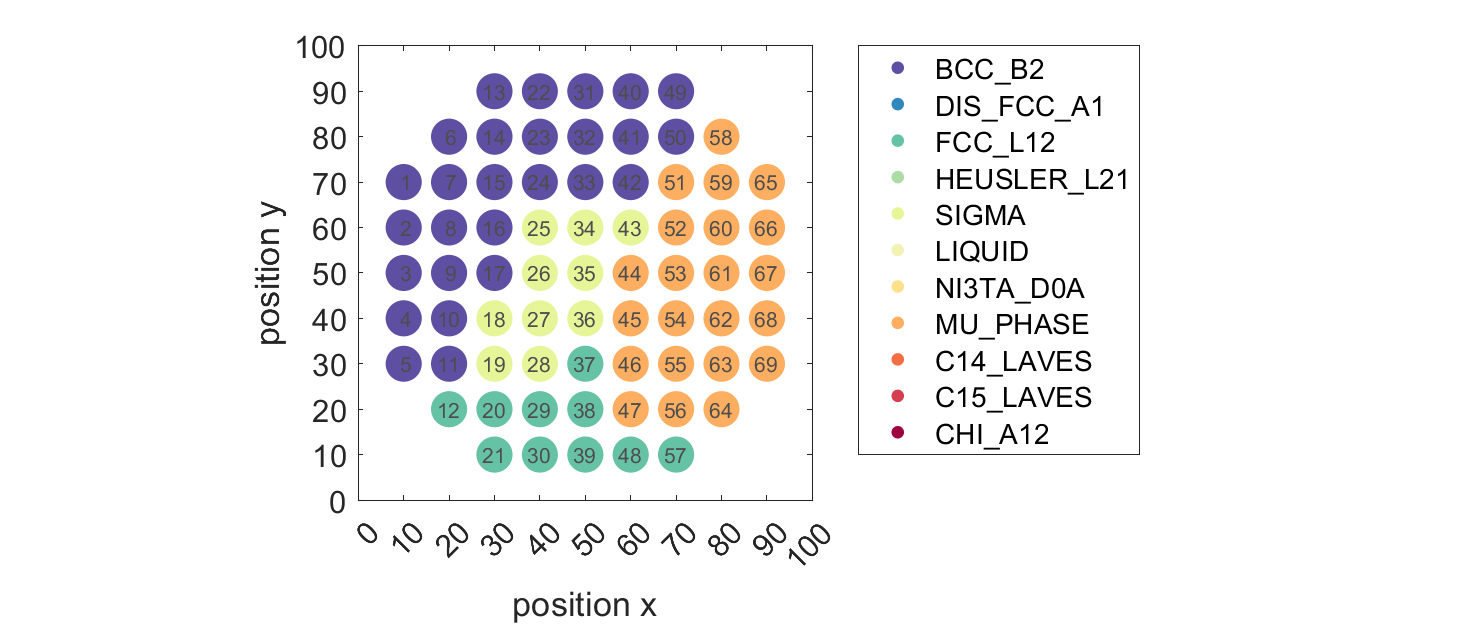 100
90
80
70
60
50
40
30
20
10
0
position y
13 22 31 40 49
6 14 23 32 41 50 58
1 7 15 24 33 42 51 59 65
2 8 16 25 34 43 52 60 66
3 9 17 26 35 44 53 61 67
4 10 18 27 36 45 54 62 68
5 11 19 28 37 46 55 63 69
12 20 29 38 47 56 64
21 30 39 48 57
0 10 20 30 40 50 60 70 80 90 100
position x
BCC_B2
DIS_FCC_A1
FCC_L12
HEUSLER_L21
SIGMA
LIQUID
NI3TA_D0A
MU_PHASE
C14_LAVES
C15_LAVES
CHI_A12